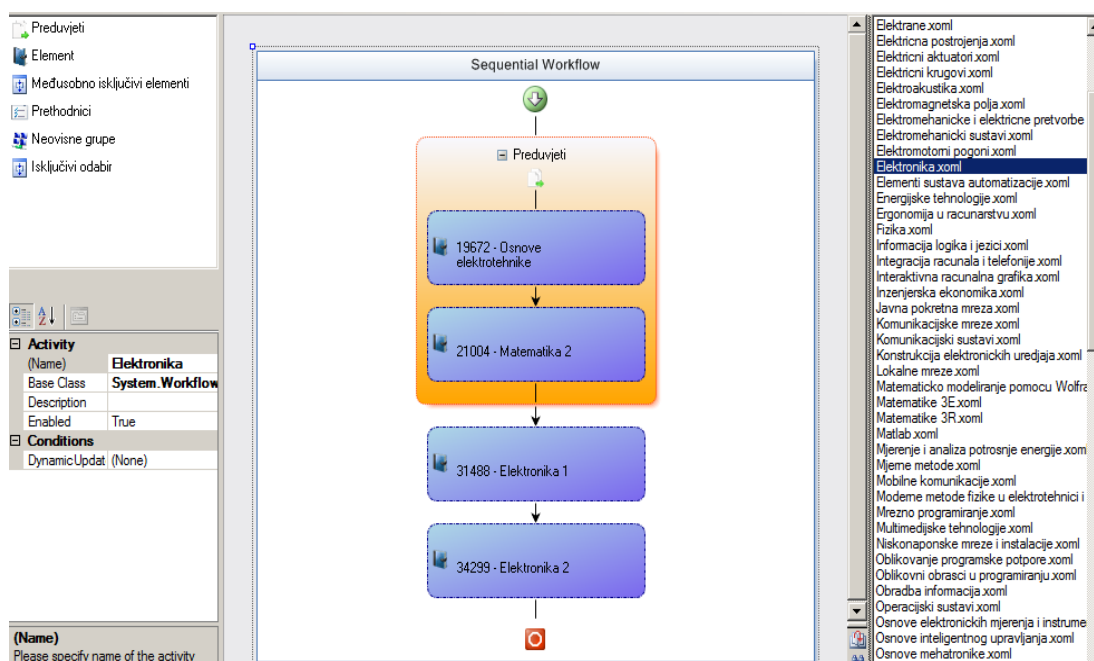 Preduvjeti
Element
Međusobno isključivi elementi
Prethodnici
Neovisne grupe
Isključivi odabir
Activity
(Name) Elektronika
Base Class System.Workflow
Description
Enabled True
Conditions
DynamicUpdat (None)
(Name)
Please specify name of the activity
Sequential Workflow
Preduvjeti
19672 - Osnove
elektrotehnike
21004 - Matematika 2
31488 - Elektronika 1
34299 - Elektronika 2
Elektrane.xoml
Elektricna postrojenja.xoml
Elektricni aktuatori.xoml
Elektricni krugovi.xoml
Elektroakustika.xoml
Elektromagnetska polja.xoml
Elektromehanicke i elektricne pretvorbe
Elektromehanicki sustavi.xoml
Elektromotorni pogoni.xoml
Elektronika.xoml
Elementi sustava automatizacije.xoml
Energijske tehnologije.xoml
Ergonomija u racunarstvu.xoml
Fizika.xoml
Informacija logika i jezici.xoml
Integracija racunala i telefonije.xoml
Interaktivna racunalna grafika.xoml
Inzenjerska ekonomika.xoml
Javna pokretna mreza.xoml
Komunikacijske mreze.xoml
Komunikacijski sustavi.xoml
Konstrukcija elektronickih uredjaja.xoml
Lokalne mreze.xoml
Matematicko modeliranje pomocu Wolfra
Matematike 3E.xoml
Matematike 3R.xoml
Matlab.xoml
Mjerenje i analiza potrosnje energije.xom
Mjerne metode.xoml
Mobilne komunikacije.xoml
Moderne metode fizike u elektrotehnici i
Mrezno programiranje.xoml
Multimedijske tehnologije.xoml
Niskonaponske mreze i instalacije.xoml
Oblikovanje programske potpore.xoml
Oblikovni obrasci u programiranju.xoml
Obradba informacija.xoml
Operacijski sustavi.xoml
Osnove elektronickih mjerenja i instrume
Osnove inteligentnog upravljanja.xoml
Osnove mehatronike.xoml